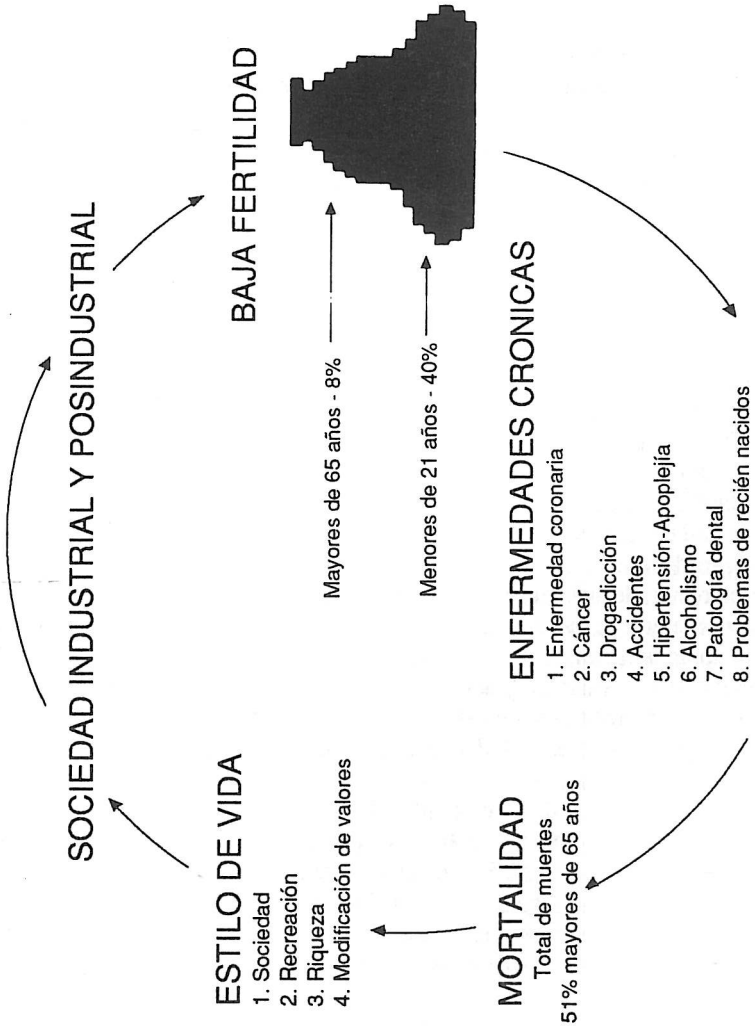 SOCIEDAD INDUSTRIAL Y POSINDUSTRIAL
BAJA FERTILIDAD
Mayores de 65 años - 8%
Menores de 21 años - 40%
ENFERMEDADES CRONICAS
1. Enfermedad coronaria
2. Cáncer
3. Drogadicción
4. Accidentes
5. Hipertensión-Apoplejía
6. Alcoholismo
7. Patología dental
8. Problemas de recién nacidos
MORTALIDAD
Total de muertes
51% mayores de 65 años
ESTILO DE VIDA
1. Sociedad
2. Recreación
3. Riqueza
4. Modificación de valores